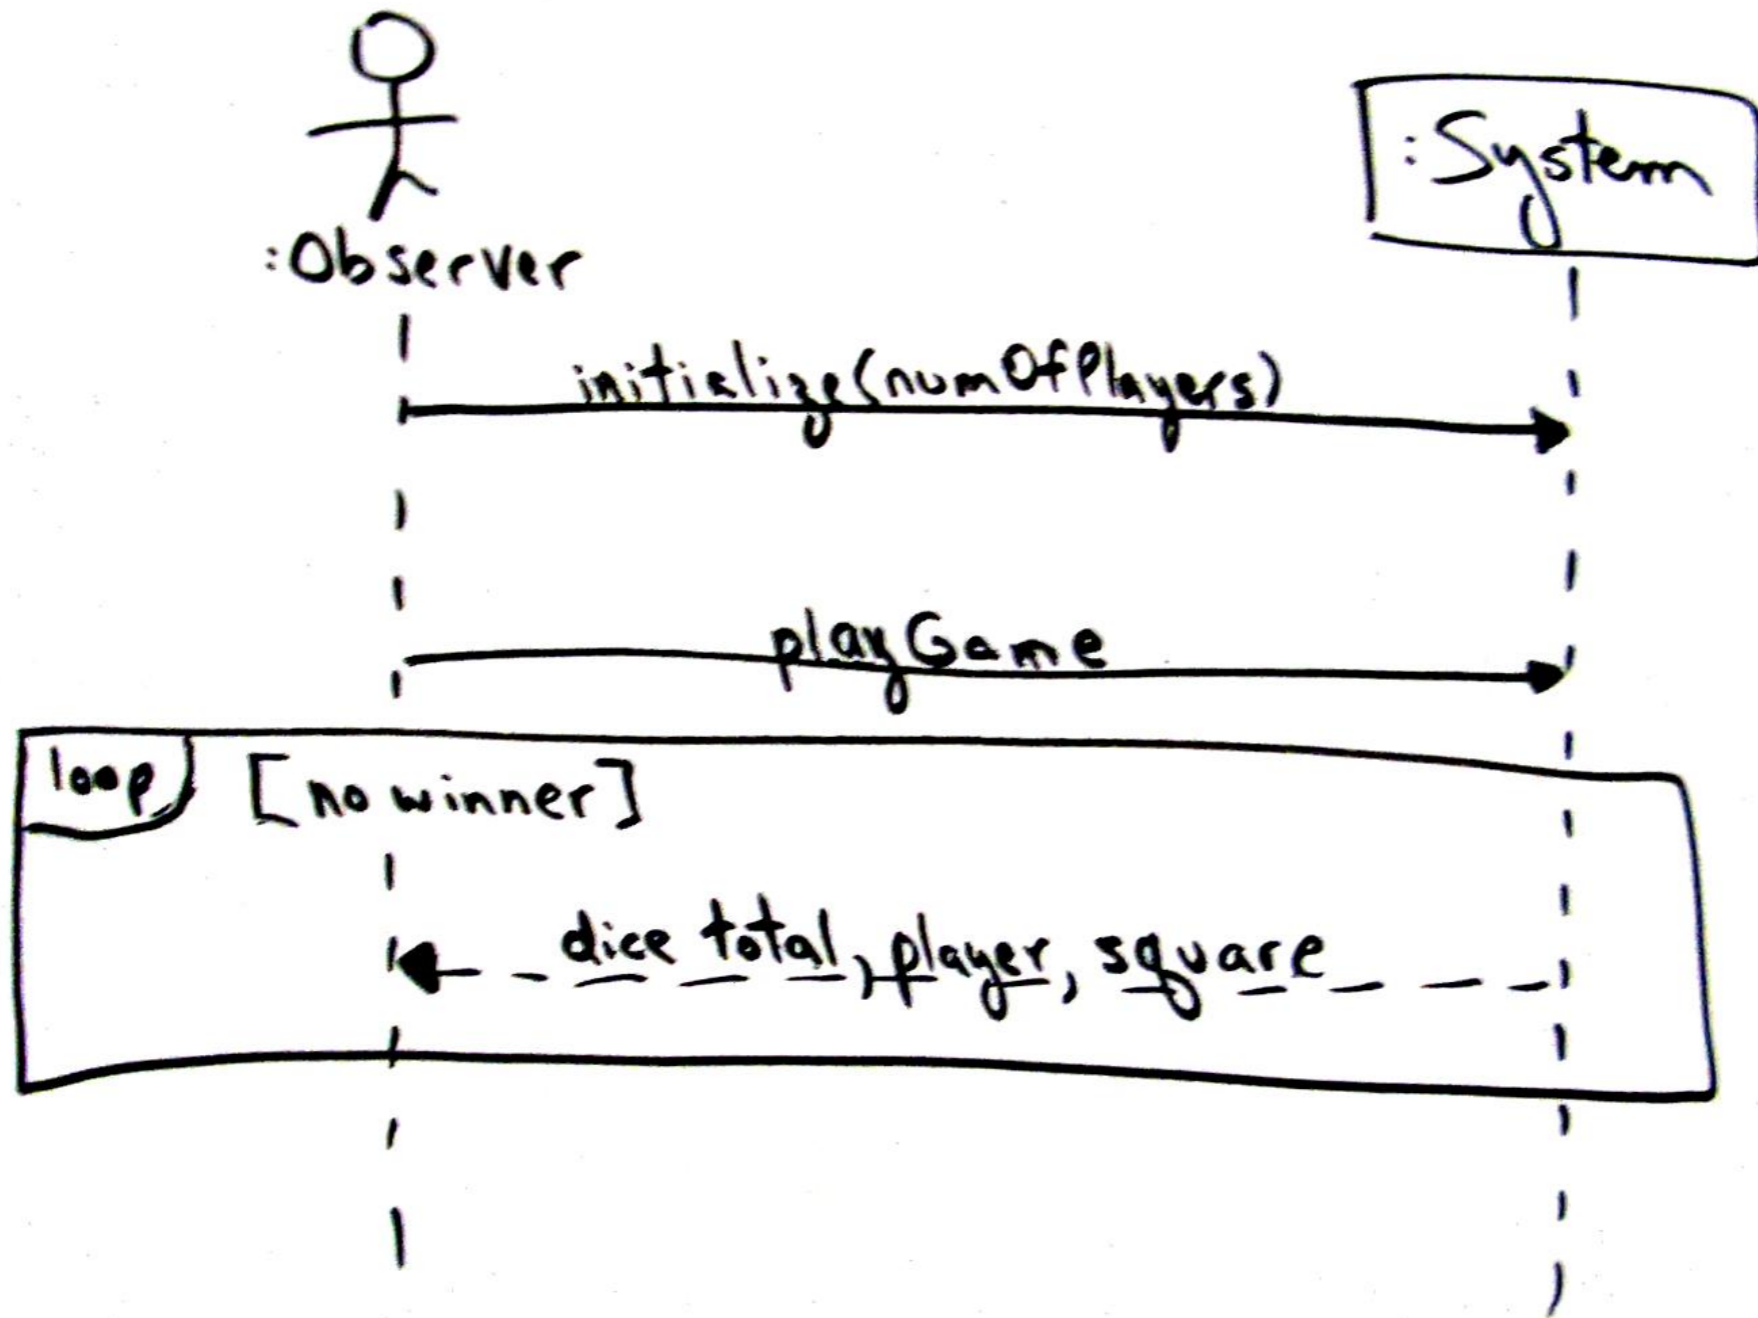 :System
:Observer
initialize(numOfPlayers)
playGame
loop [no winner]
dice total, player, square